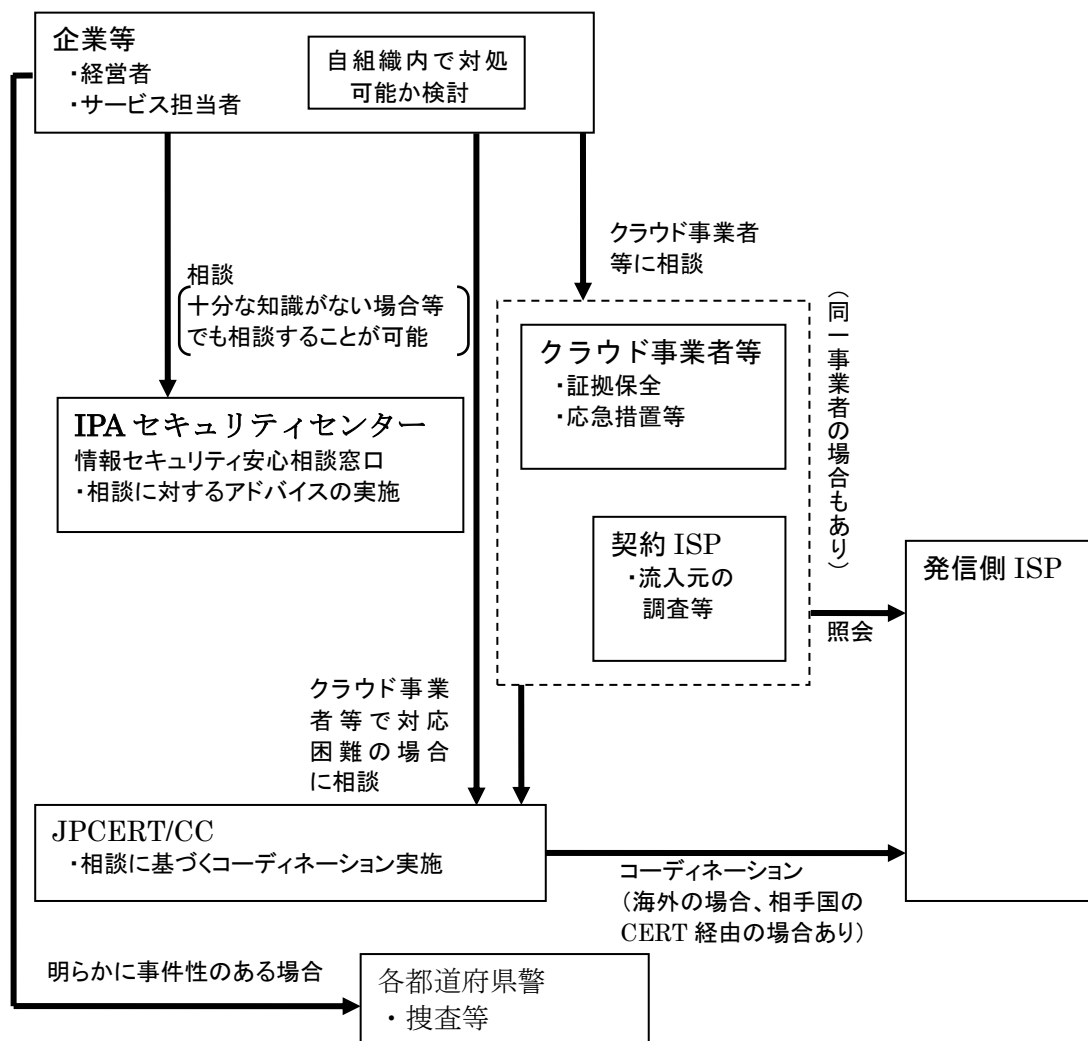 企業等
・経営者
・サービス担当者
自組織内で対処
可能か検討
クラウド事業者
等に相談
相談
十分な知識がない場合等
でも相談することが可能
（同一事業者の場合もあり）
クラウド事業者等
・証拠保全
・応急措置等
IPA セキュリティセンター
情報セキュリティ安心相談窓口
・相談に対するアドバイスの実施
契約 ISP
・流入元の
調査等
発信側 ISP
照会
クラウド事業
者等で対応
困難の場合
に相談
JPCERT/CC
・相談に基づくコーディネーション実施
コーディネーション
（海外の場合、相手国の
CERT 経由の場合あり）
明らかに事件性のある場合
各都道府県警
・捜査等